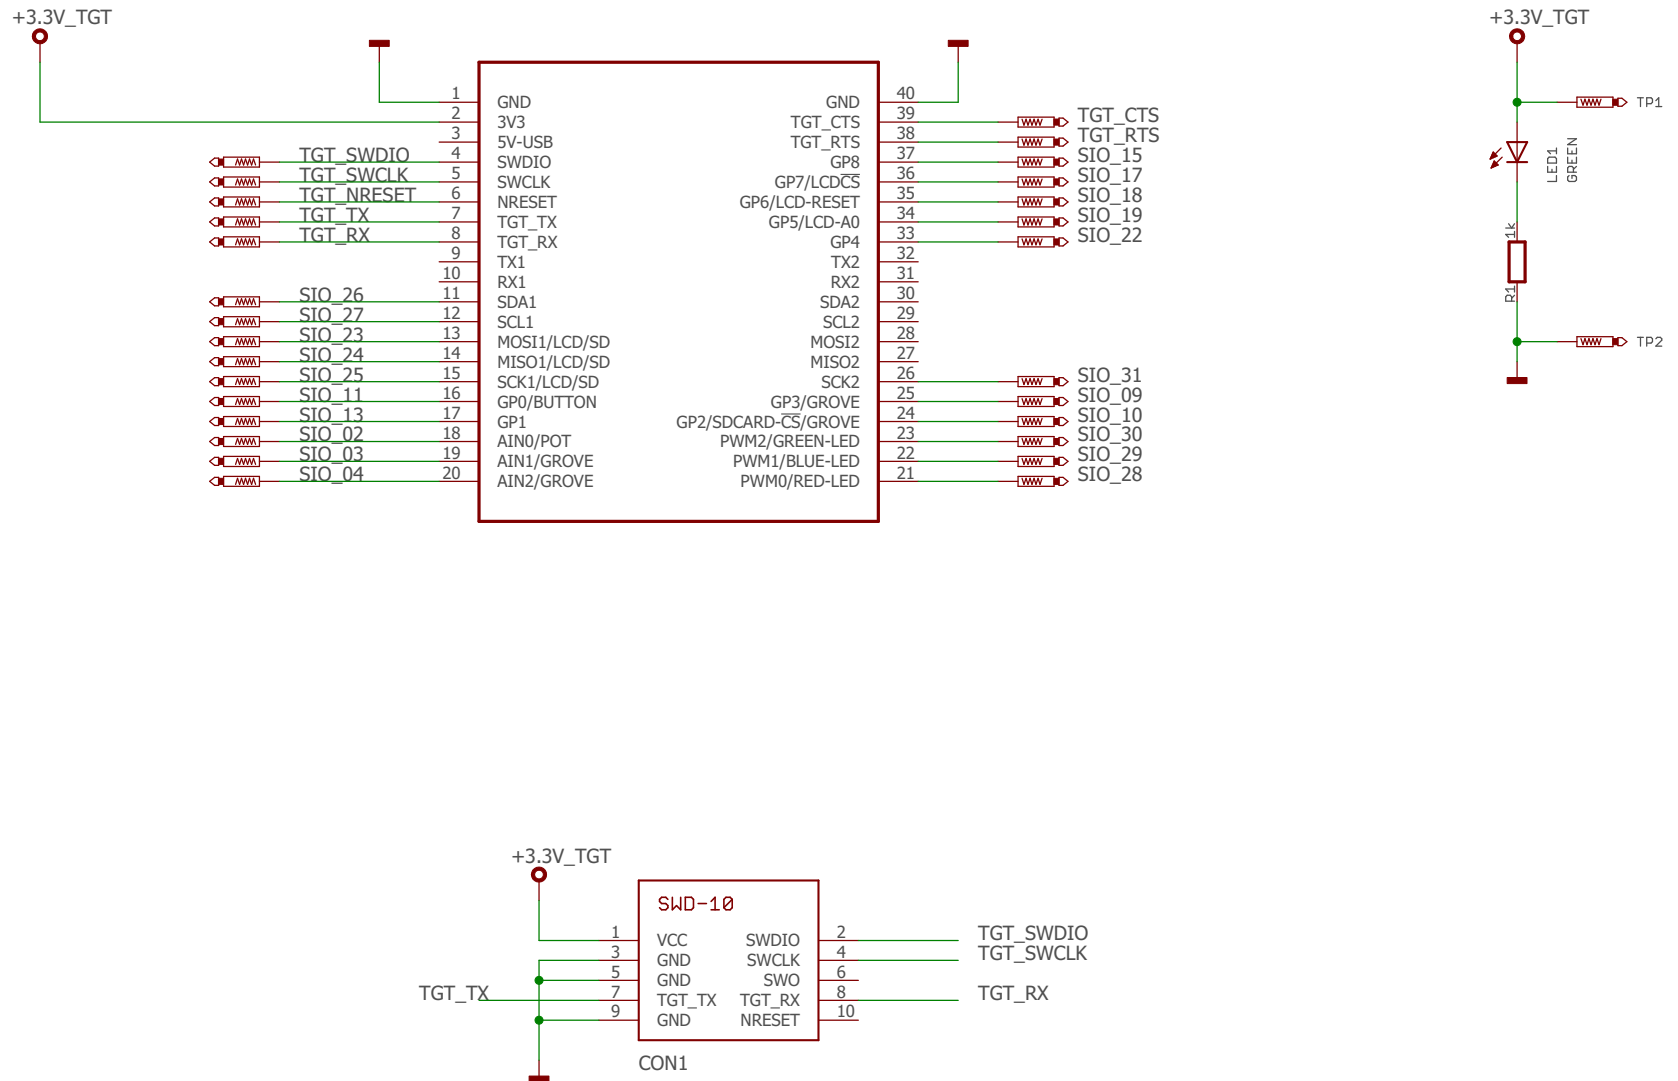 +3.3V_TGT
+3.3V_TGT
1 GND
2 3V3
3 5V-USB
TGT_SWDIO 4 SWDIO
TGT_SWCLK 5 SWCLK
TGT_NRESET 6 NRESET
TGT_TX 7 TGT_TX
TGT_RX 8 TGT_RX
9 TX1
10 RX1
SIO_26 11 SDA1
SIO_27 12 SCL1
SIO_23 13 MOSI1/LCD/SD
SIO_24 14 MISO1/LCD/SD
SIO_25 15 SCK1/LCD/SD
SIO_11 16 GP0/BUTTON
SIO_13 17 GP1
SIO_02 18 AIN0/POT
SIO_03 19 AIN1/GROVE
SIO_04 20 AIN2/GROVE
GND 40
TGT_CTS 39 TGT_CTS
TGT_RTS 38 TGT_RTS
GP8 37 SIO_15
GP7/LCDCS 36 SIO_17
GP6/LCD-RESET 35 SIO_18
GP5/LCD-A0 34 SIO_19
GP4 33 SIO_22
TX2 32
RX2 31
SDA2 30
SCL2 29
MOSI2 28
MISO2 27
SCK2 26 SIO_31
GP3/GROVE 25 SIO_09
GP2/SDCARD-CS/GROVE 24 SIO_10
PWM2/GREEN-LED 23 SIO_30
PWM1/BLUE-LED 22 SIO_29
PWM0/RED-LED 21 SIO_28
TP1
LED1
GREEN
1k
R1
TP2
+3.3V_TGT
SWD-10
1 VCC SWDIO 2 TGT_SWDIO
3 GND SWCLK 4 TGT_SWCLK
5 GND SWO 6
TGT_TX 7 TGT_TX TGT_RX 8 TGT_RX
9 GND NRESET 10
CON1